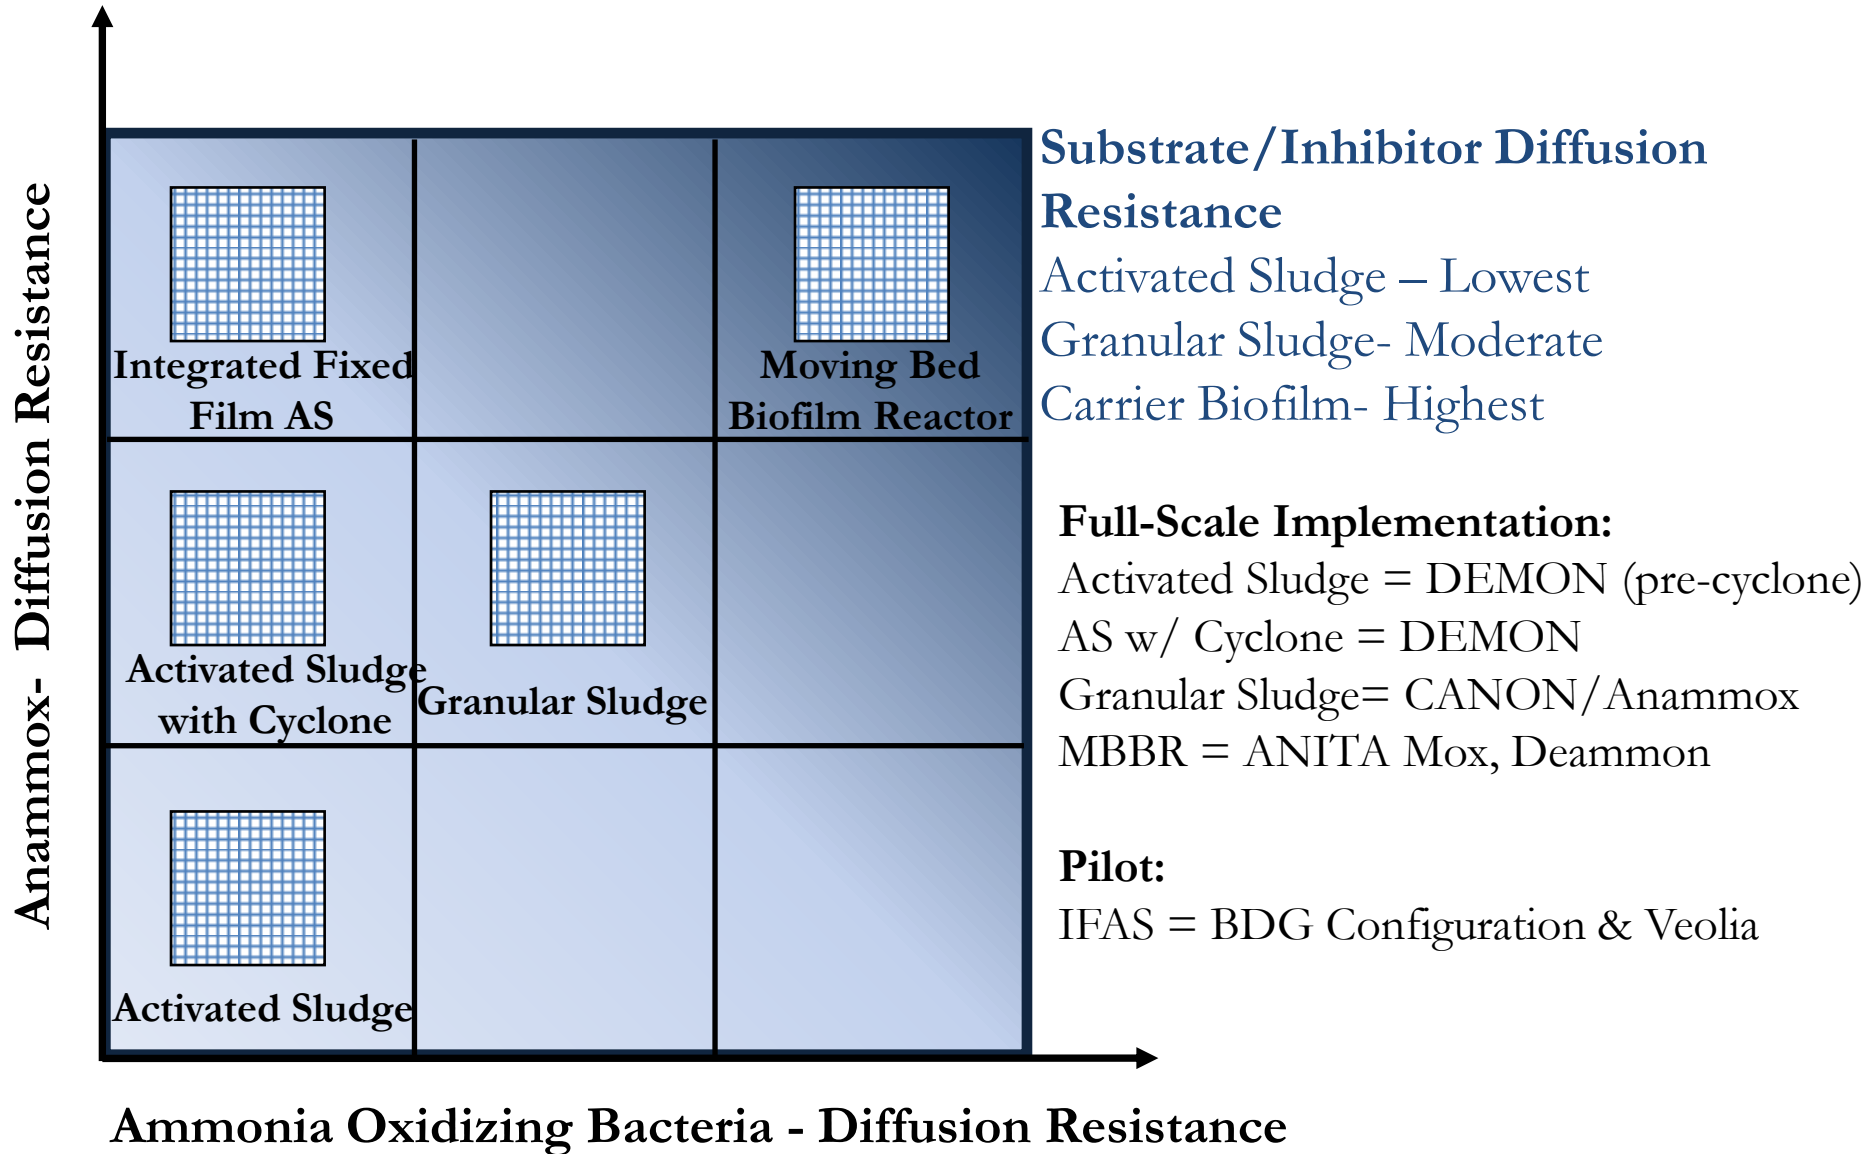 Anammox- Diffusion Resistance
Integrated Fixed
Film AS
Moving Bed
Biofilm Reactor
Activated Sludge
with Cyclone
Granular Sludge
Activated Sludge
Ammonia Oxidizing Bacteria - Diffusion Resistance
Substrate/Inhibitor Diffusion
Resistance
Activated Sludge – Lowest
Granular Sludge- Moderate
Carrier Biofilm- Highest
Full-Scale Implementation:
Activated Sludge = DEMON (pre-cyclone)
AS w/ Cyclone = DEMON
Granular Sludge= CANON/Anammox
MBBR = ANITA Mox, Deammon
Pilot:
IFAS = BDG Configuration & Veolia